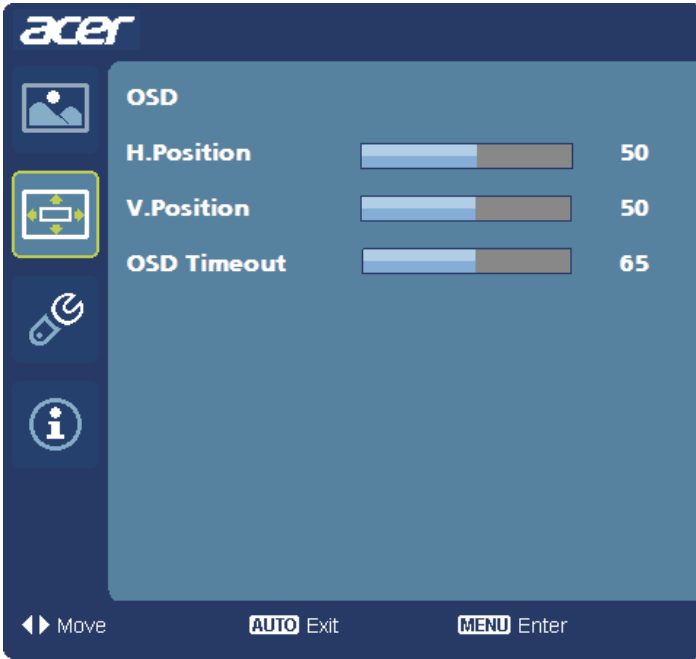 acer
OSD
H.Position 50
V.Position 50
OSD Timeout 65
Move AUTO Exit MENU Enter